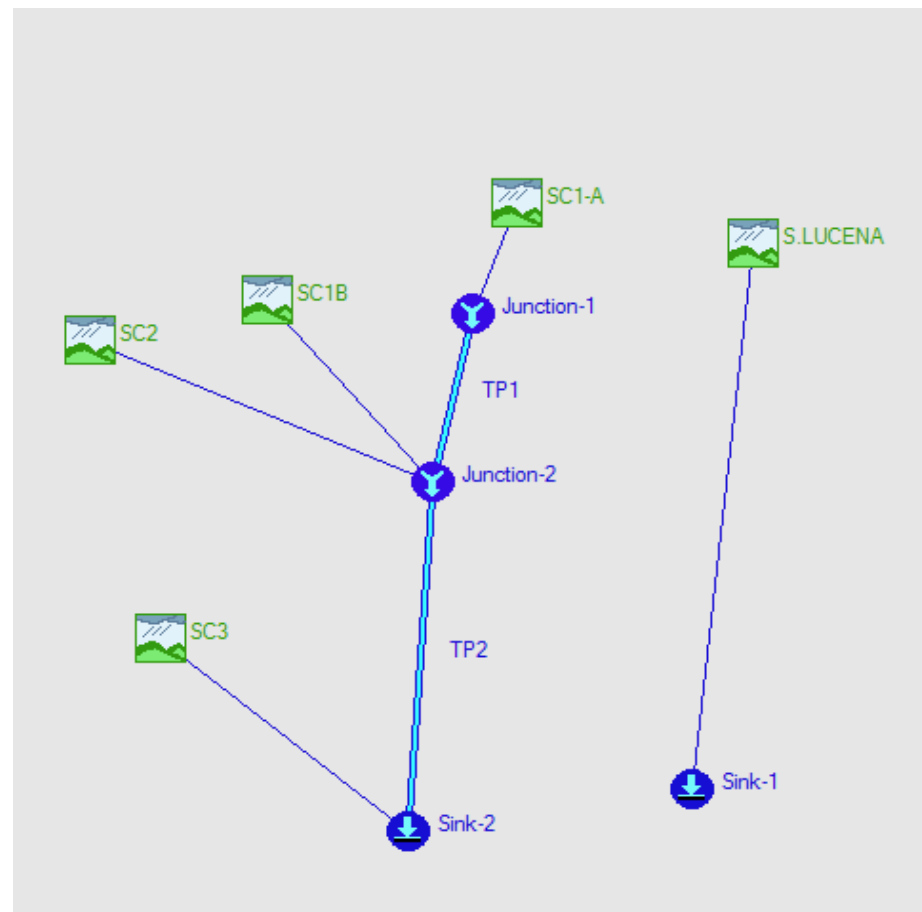 SC1-A
S.LUCENA
SC1B
Junction-1
SC2
TP1
Junction-2
SC3
TP2
Sink-1
Sink-2